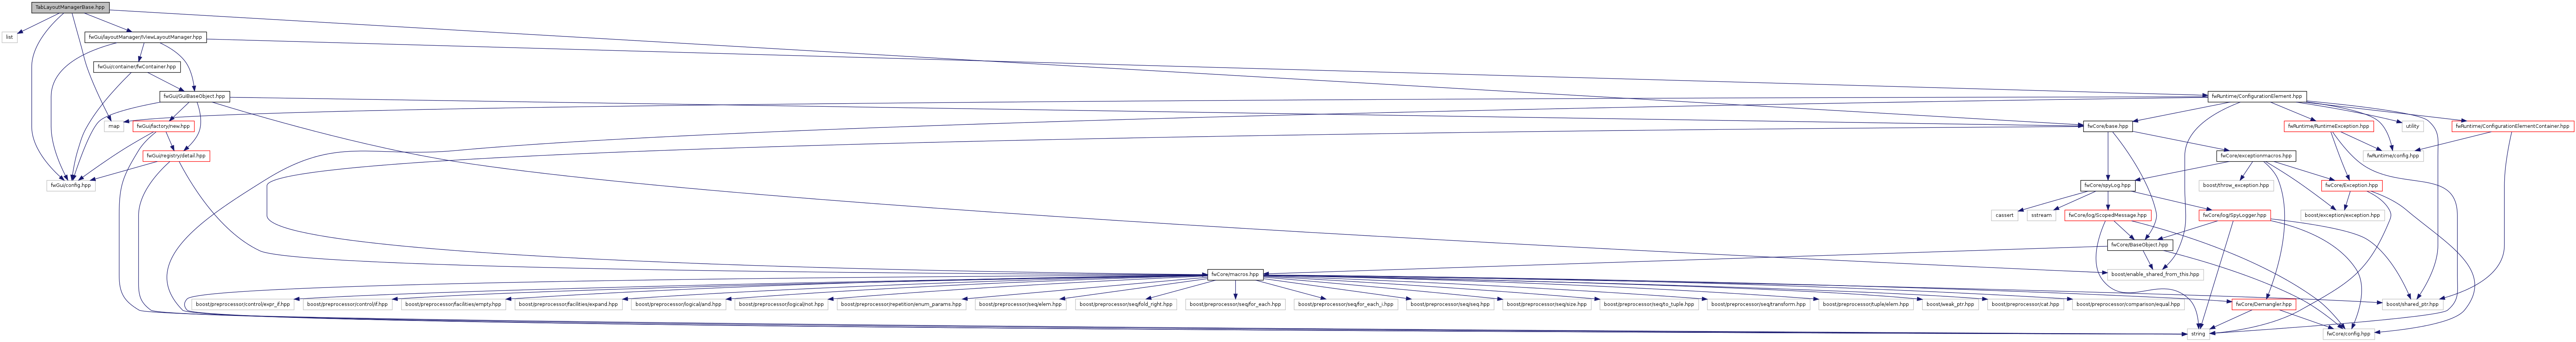 TabLayoutManagerBase.hpp
list
fwGui/layoutManager/IViewLayoutManager.hpp
fwGui/container/fwContainer.hpp
fwGui/GuiBaseObject.hpp
fwRuntime/ConfigurationElement.hpp
map
fwGui/factory/new.hpp
fwCore/base.hpp
fwRuntime/RuntimeException.hpp
utility
fwRuntime/ConfigurationElementContainer.hpp
fwGui/registry/detail.hpp
fwCore/exceptionmacros.hpp
fwRuntime/config.hpp
fwGui/config.hpp
fwCore/spyLog.hpp
boost/throw_exception.hpp
fwCore/Exception.hpp
cassert
sstream
fwCore/log/ScopedMessage.hpp
fwCore/log/SpyLogger.hpp
boost/exception/exception.hpp
fwCore/BaseObject.hpp
fwCore/macros.hpp
boost/enable_shared_from_this.hpp
boost/preprocessor/control/expr_if.hpp
boost/preprocessor/control/if.hpp
boost/preprocessor/facilities/empty.hpp
boost/preprocessor/facilities/expand.hpp
boost/preprocessor/logical/and.hpp
boost/preprocessor/logical/not.hpp
boost/preprocessor/repetition/enum_params.hpp
boost/preprocessor/seq/elem.hpp
boost/preprocessor/seq/fold_right.hpp
boost/preprocessor/seq/for_each.hpp
boost/preprocessor/seq/for_each_i.hpp
boost/preprocessor/seq/seq.hpp
boost/preprocessor/seq/size.hpp
boost/preprocessor/seq/to_tuple.hpp
boost/preprocessor/seq/transform.hpp
boost/preprocessor/tuple/elem.hpp
boost/weak_ptr.hpp
boost/preprocessor/cat.hpp
boost/preprocessor/comparison/equal.hpp
fwCore/Demangler.hpp
boost/shared_ptr.hpp
string
fwCore/config.hpp